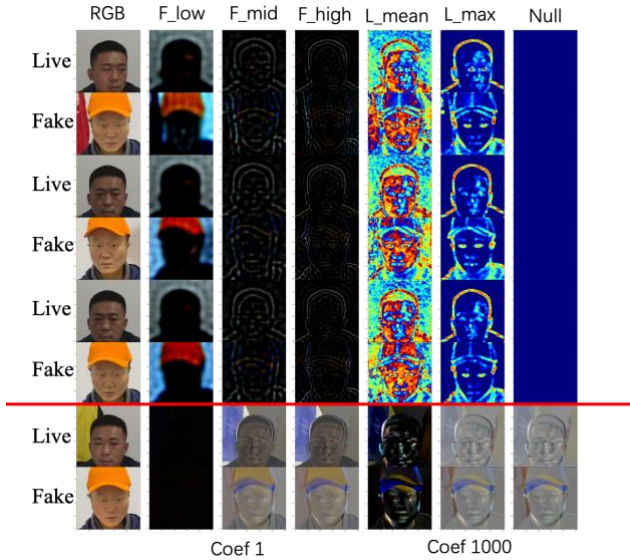 RGB F_low F_mid F_high L_mean L_max Null
Live
Fake
Live
Fake
Live
Fake
Live
Fake
Coef 1 Coef 1000